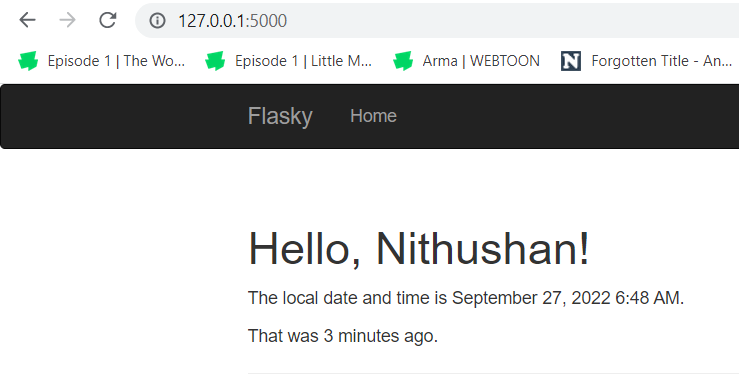 127.0.0.1:5000
Episode 1 | The Wo... Episode 1 | Little M... Arma | WEBTOON N Forgotten Title - An...
Flasky Home
Hello, Nithushan!
The local date and time is September 27, 2022 6:48 AM.
That was 3 minutes ago.